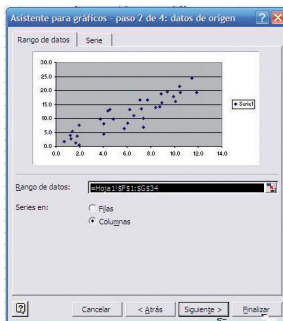 Asistente para gráficos - paso 2 de 4: datos de origen
Rango de datos Serie
30.0
25.0
20.0
15.0
10.0
5.0
0.0
0.0 2.0 4.0 6.0 8.0 10.0 12.0 14.0
Serie1
Rango de datos: =Hoja1!$F$1:$G$34
Series en: Filas
Columnas
Cancelar < Atrás Siguiente > Finalizar